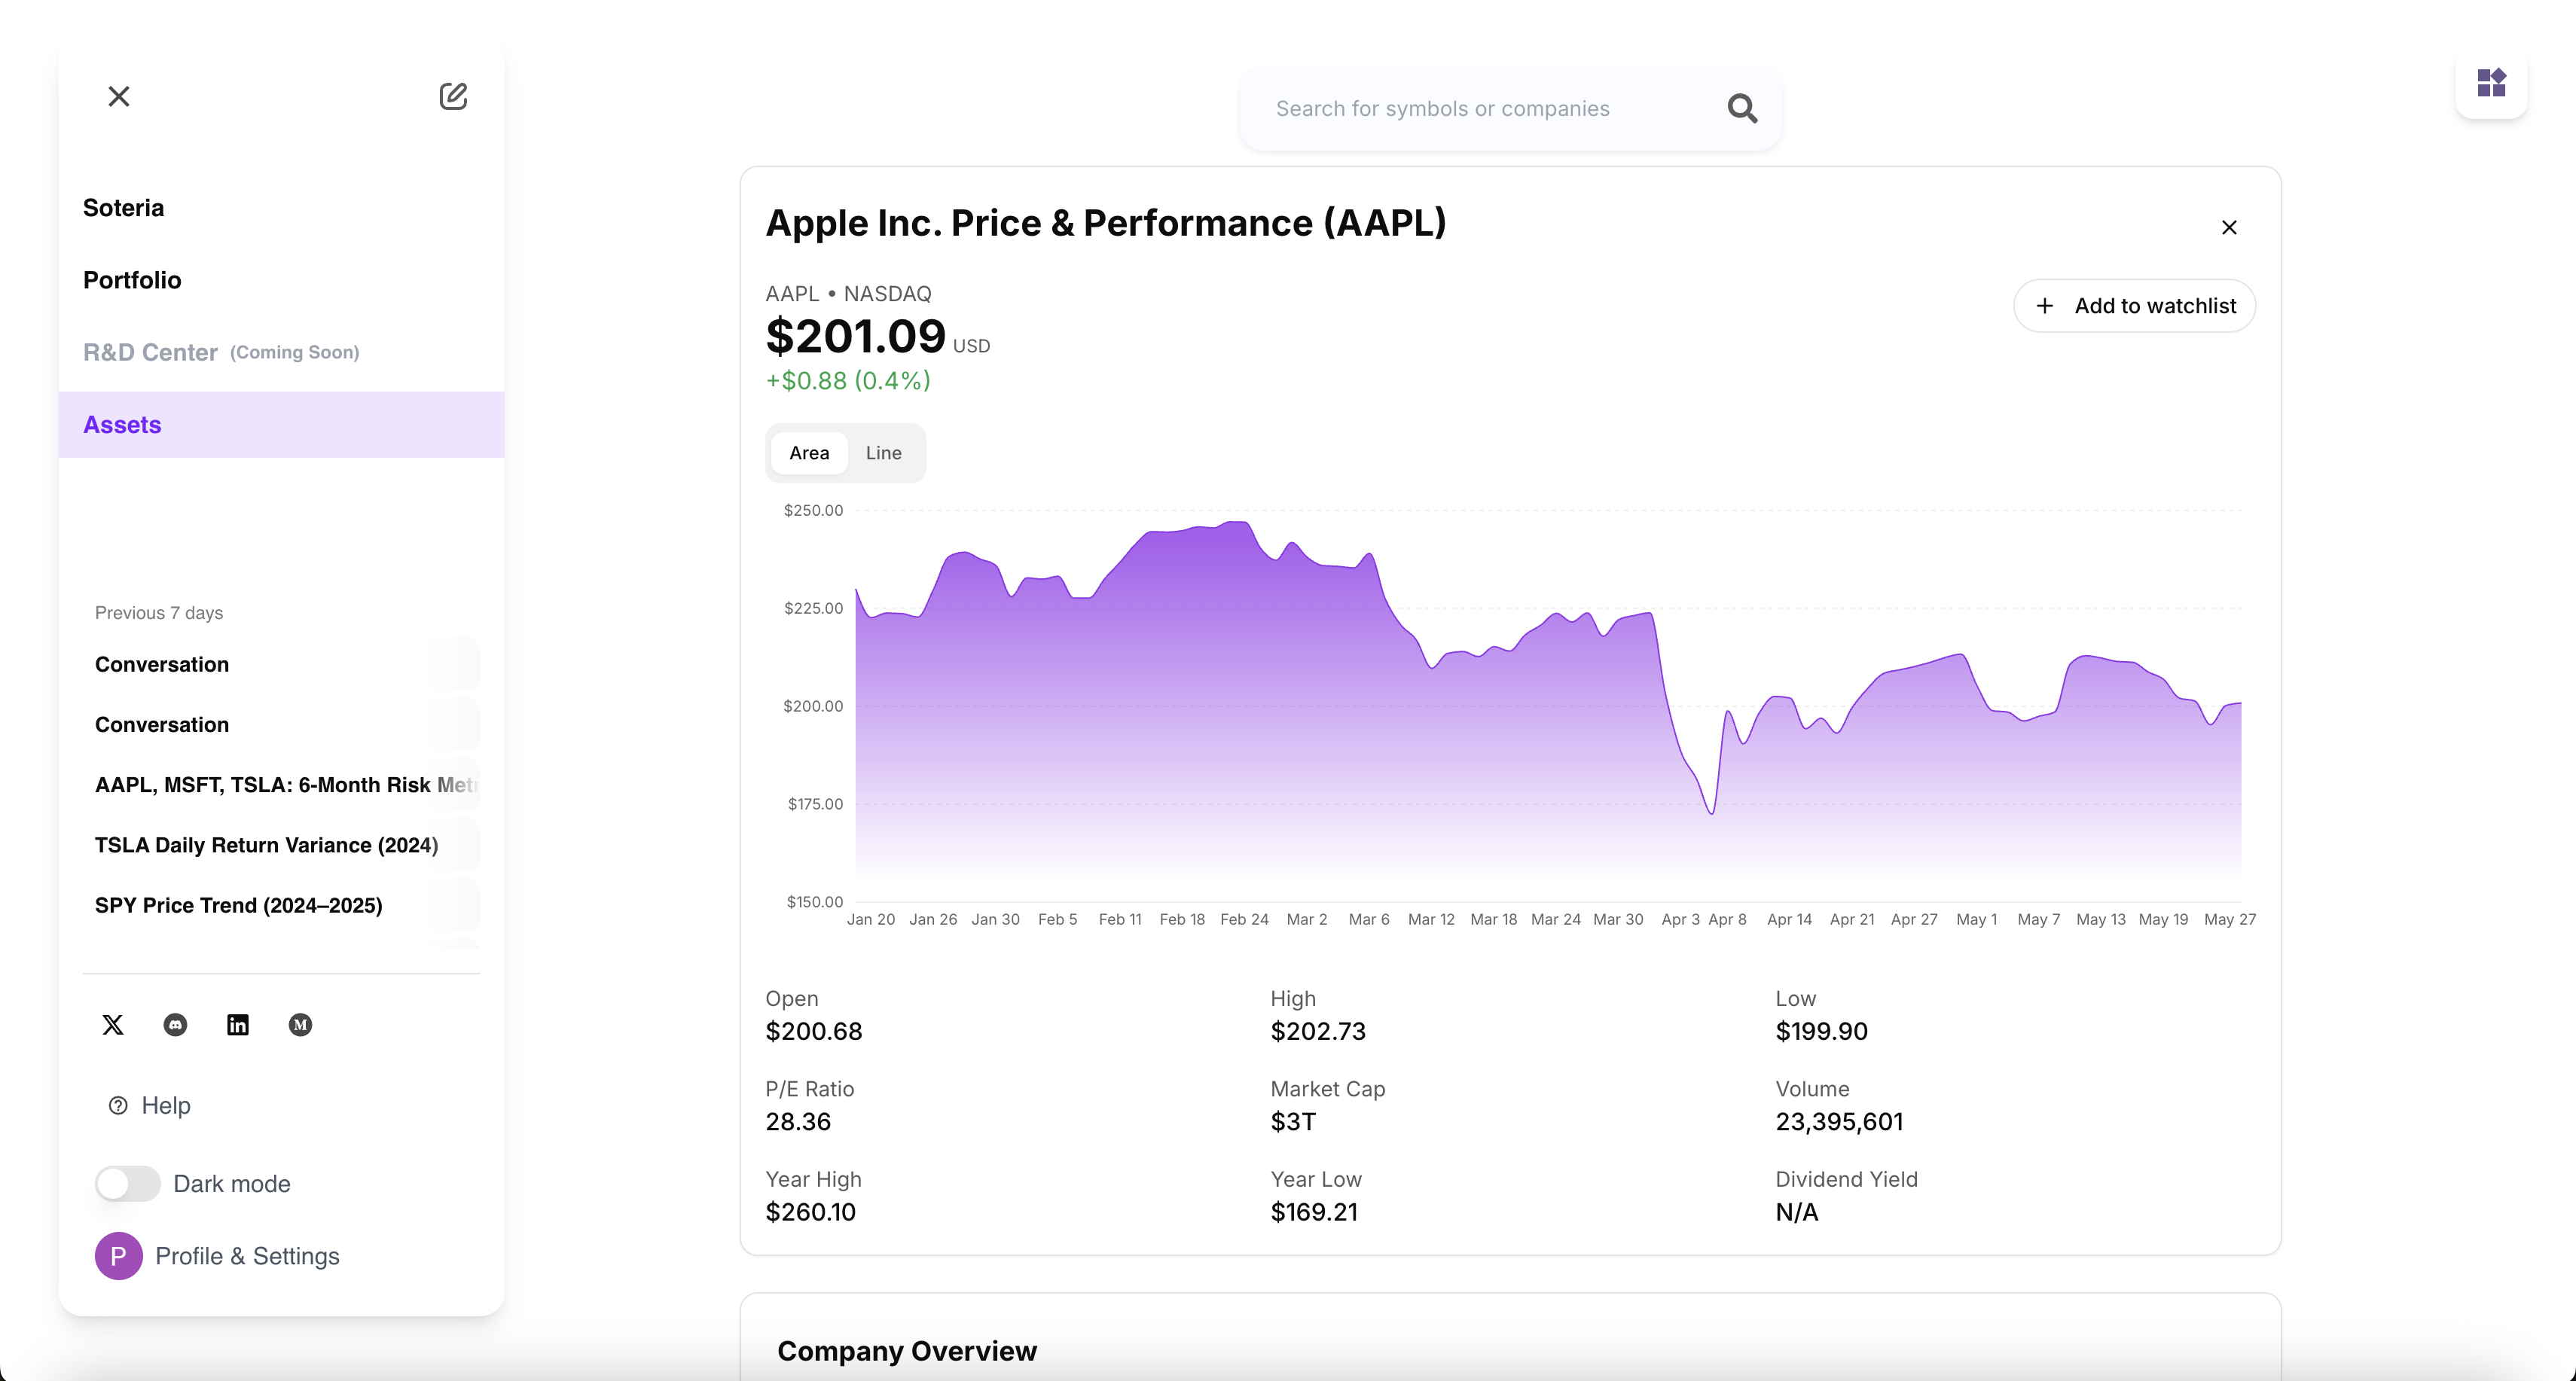 Soteria
Portfolio
R&D Center (Coming Soon)
Assets
Previous 7 days
Conversation
Conversation
AAPL, MSFT, TSLA: 6-Month Risk Metr
TSLA Daily Return Variance (2024)
SPY Price Trend (2024–2025)
Help
Dark mode
P Profile & Settings
Search for symbols or companies
Apple Inc. Price & Performance (AAPL)
AAPL • NASDAQ
+ Add to watchlist
$201.09 USD
+$0.88 (0.4%)
Area Line
$250.00
$225.00
$200.00
$175.00
$150.00
Jan 20 Jan 26 Jan 30 Feb 5 Feb 11 Feb 18 Feb 24 Mar 2 Mar 6 Mar 12 Mar 18 Mar 24 Mar 30 Apr 3 Apr 8 Apr 14 Apr 21 Apr 27 May 1 May 7 May 13 May 19 May 27
Open High Low
$200.68 $202.73 $199.90
P/E Ratio Market Cap Volume
28.36 $3T 23,395,601
Year High Year Low Dividend Yield
$260.10 $169.21 N/A
Company Overview